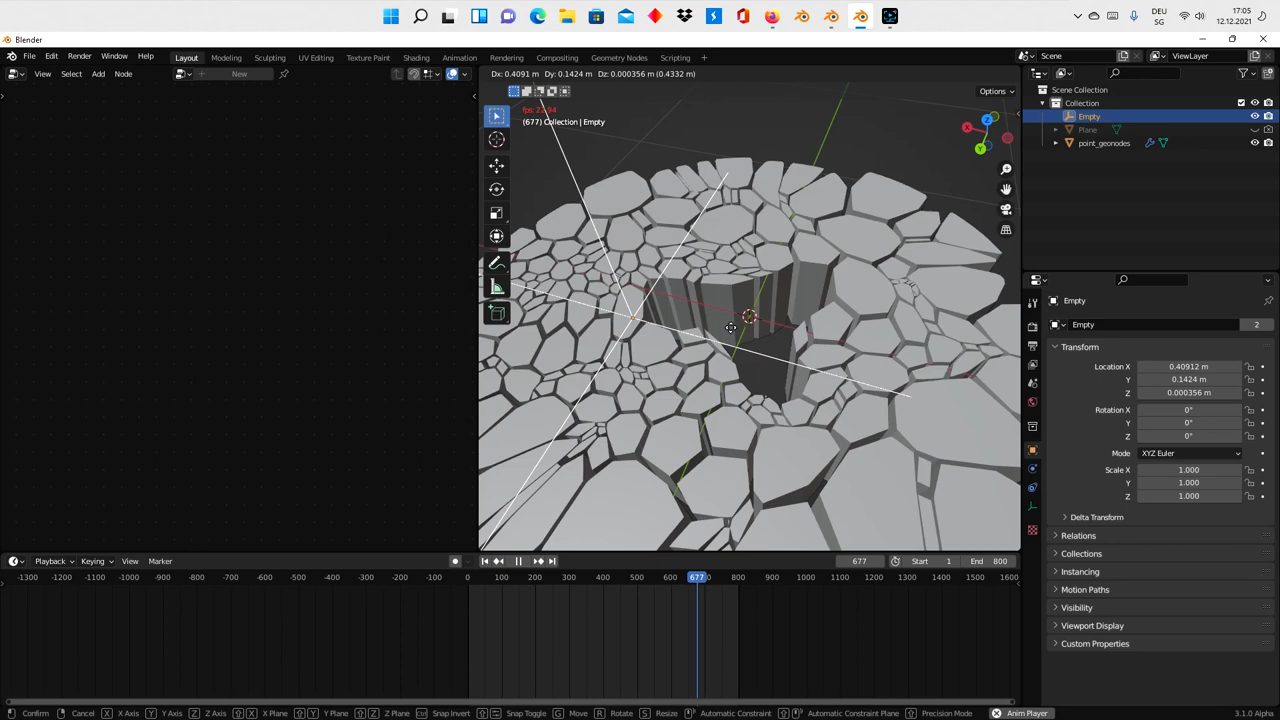 DEU
SG
17:05
12.12.2021
Blender
File Edit Render Window Help
Layout Modeling Sculpting UV Editing Texture Paint Shading Animation Rendering Compositing Geometry Nodes Scripting +
Scene
ViewLayer
View Select Add Node
New
Dx: 0.4091 m Dy: 0.1424 m Dz: 0.000356 m (0.4332 m)
Options
(677) Collection | Empty
X
Y
Z
Scene Collection
Collection
Empty
Plane
point_geonodes
Empty
Empty 2
Transform
Location X 0.40912 m
Y 0.1424 m
Z 0.000356 m
Rotation X 0°
Y 0°
Z 0°
Mode XYZ Euler
Scale X 1.000
Y 1.000
Z 1.000
Delta Transform
Relations
Collections
Instancing
Motion Paths
Visibility
Viewport Display
Custom Properties
Playback Keying View Marker
677
Start 1
End 800
-1300 -1200 -1100 -1000 -900 -800 -700 -600 -500 -400 -300 -200 -100 0 100 200 300 400 500 600 677 800 900 1000 1100 1200 1300 1400 1500 1600
Confirm Cancel X X Axis Y Y Axis Z Z Axis X X Plane Y Y Plane Z Z Plane Ctrl Snap Invert Snap Toggle G Move R Rotate S Resize Automatic Constraint Automatic Constraint Plane Precision Mode Anim Player 3.1.0 Alpha